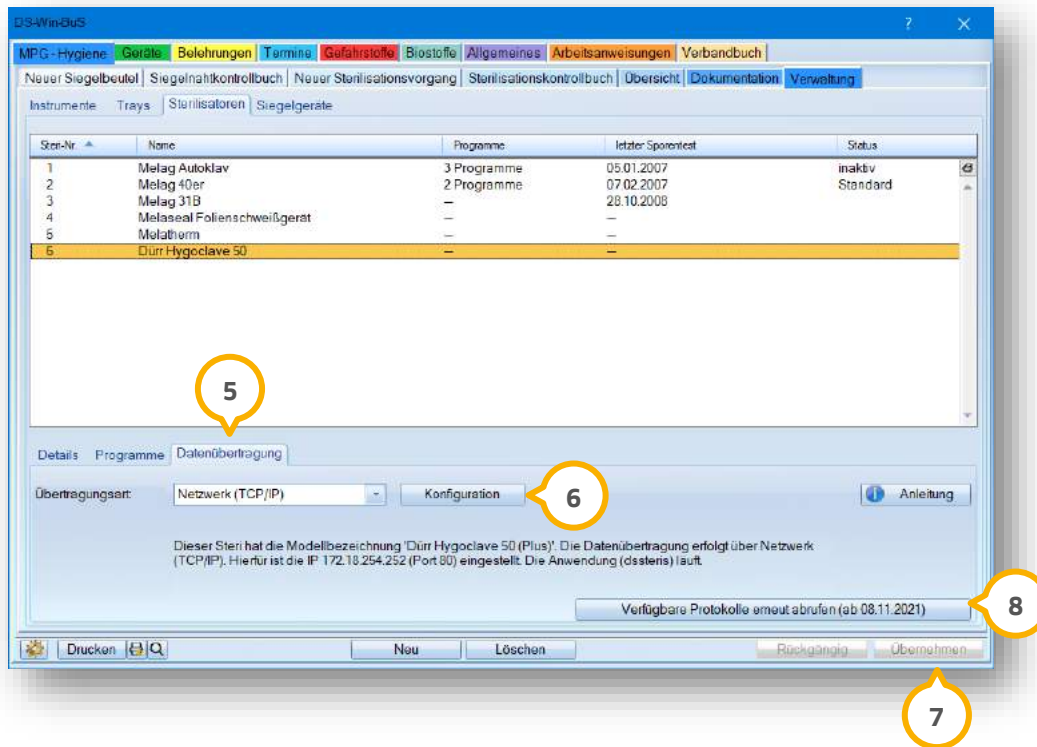 DS-Win-BuS ?
MPG - Hygiene Geräte Belehrungen Termine Gefahrstoffe Biostoffe Allgemeines Arbeitsanweisungen Verbandbuch
Neuer Siegelbeutel Siegelnahtkontrollbuch Neuer Sterilisationsvorgang Sterilisationskontrollbuch Übersicht Dokumentation Verwaltung
Instrumente Trays Sterilisatoren Siegelgeräte
Steri-Nr. Name Programme letzter Sporentest Status
1 Melag Autoklav 3 Programme 05.01.2007 inaktiv
2 Melag 40er 2 Programme 07.02.2007 Standard
3 Melag 31B – 28.10.2008
4 Melaseal Folienschweißgerät – –
5 Melatherm – –
6 Dürr Hygoclave 50 – –
5
Details Programme Datenübertragung
Übertragungsart: Netzwerk (TCP/IP) Konfiguration 6 Anleitung
Dieser Steri hat die Modellbezeichnung 'Dürr Hygoclave 50 (Plus)'. Die Datenübertragung erfolgt über Netzwerk
(TCP/IP). Hierfür ist die IP 172.18.254.252 (Port 80) eingestellt. Die Anwendung (dssteris) läuft.
Verfügbare Protokolle erneut abrufen (ab 08.11.2021) 8
Drucken Neu Löschen Rückgängig Übernehmen
7